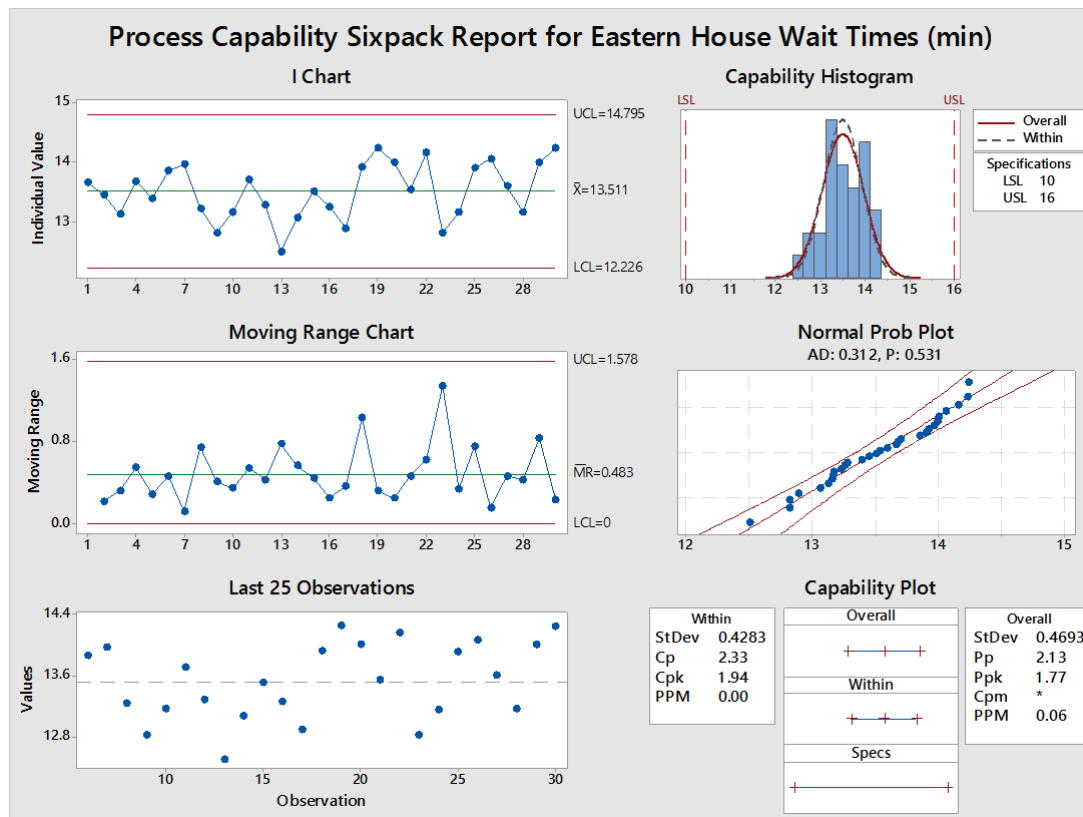 Process Capability Sixpack Report for Eastern House Wait Times (min)
I Chart
Individual Value
15
14
13
UCL=14.795
X̄=13.511
LCL=12.226
1 4 7 10 13 16 19 22 25 28
Capability Histogram
LSL USL
10 11 12 13 14 15 16
Overall
Within
Specifications
LSL 10
USL 16
Moving Range Chart
Moving Range
1.6
0.8
0.0
UCL=1.578
M̅R̅=0.483
LCL=0
1 4 7 10 13 16 19 22 25 28
Normal Prob Plot
AD: 0.312, P: 0.531
12 13 14 15
Last 25 Observations
Values
14.4
13.6
12.8
10 15 20 25 30
Observation
Capability Plot
Within
StDev 0.4283
Cp 2.33
Cpk 1.94
PPM 0.00
Overall
Within
Specs
Overall
StDev 0.4693
Pp 2.13
Ppk 1.77
Cpm *
PPM 0.06